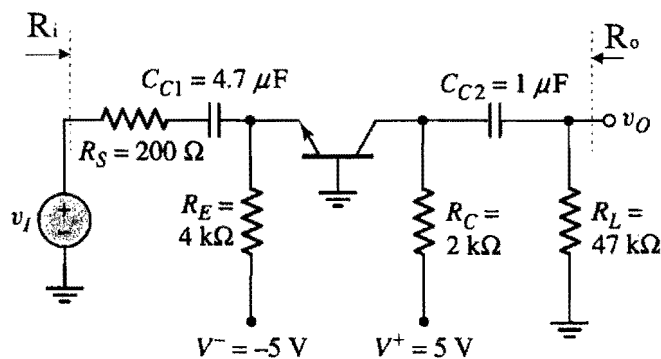 Ri
Ro
C_C1 = 4.7 μF
C_C2 = 1 μF
v_O
R_S = 200 Ω
v_I
+
−
R_E =
4 kΩ
R_C =
2 kΩ
R_L =
47 kΩ
V⁻ = −5 V
V⁺ = 5 V